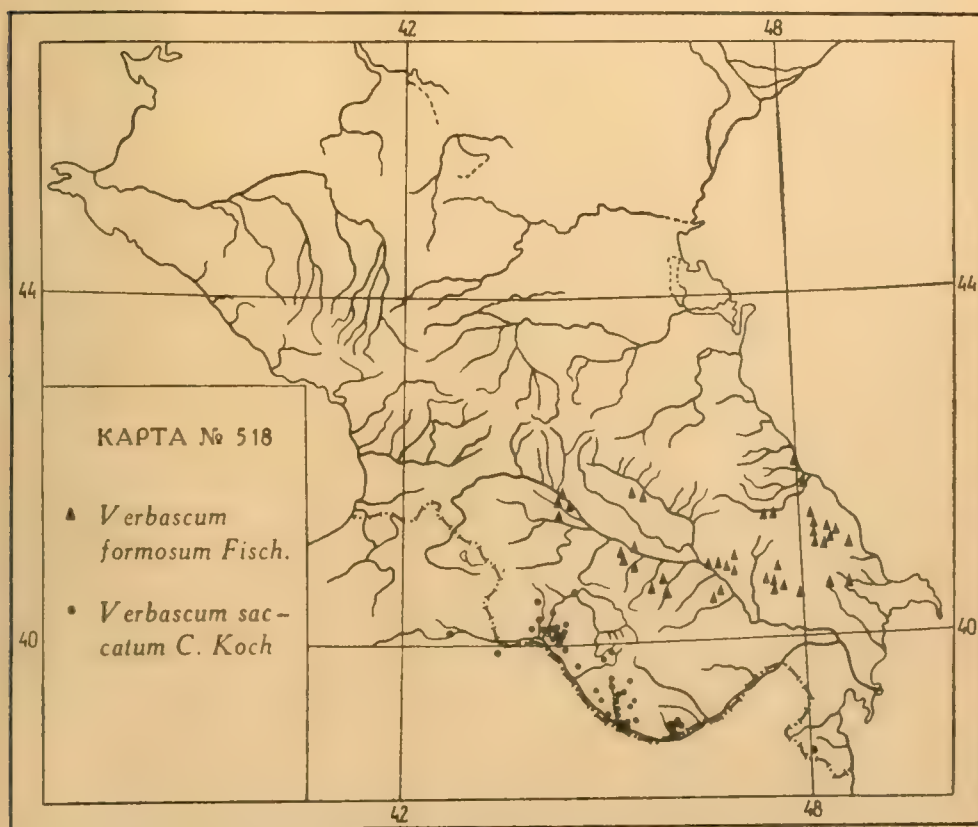 42
48
44
44
КАРТА № 518
Verbascum
formosum Fisch.
Verbascum sac–
catum C. Koch
40
40
42
48